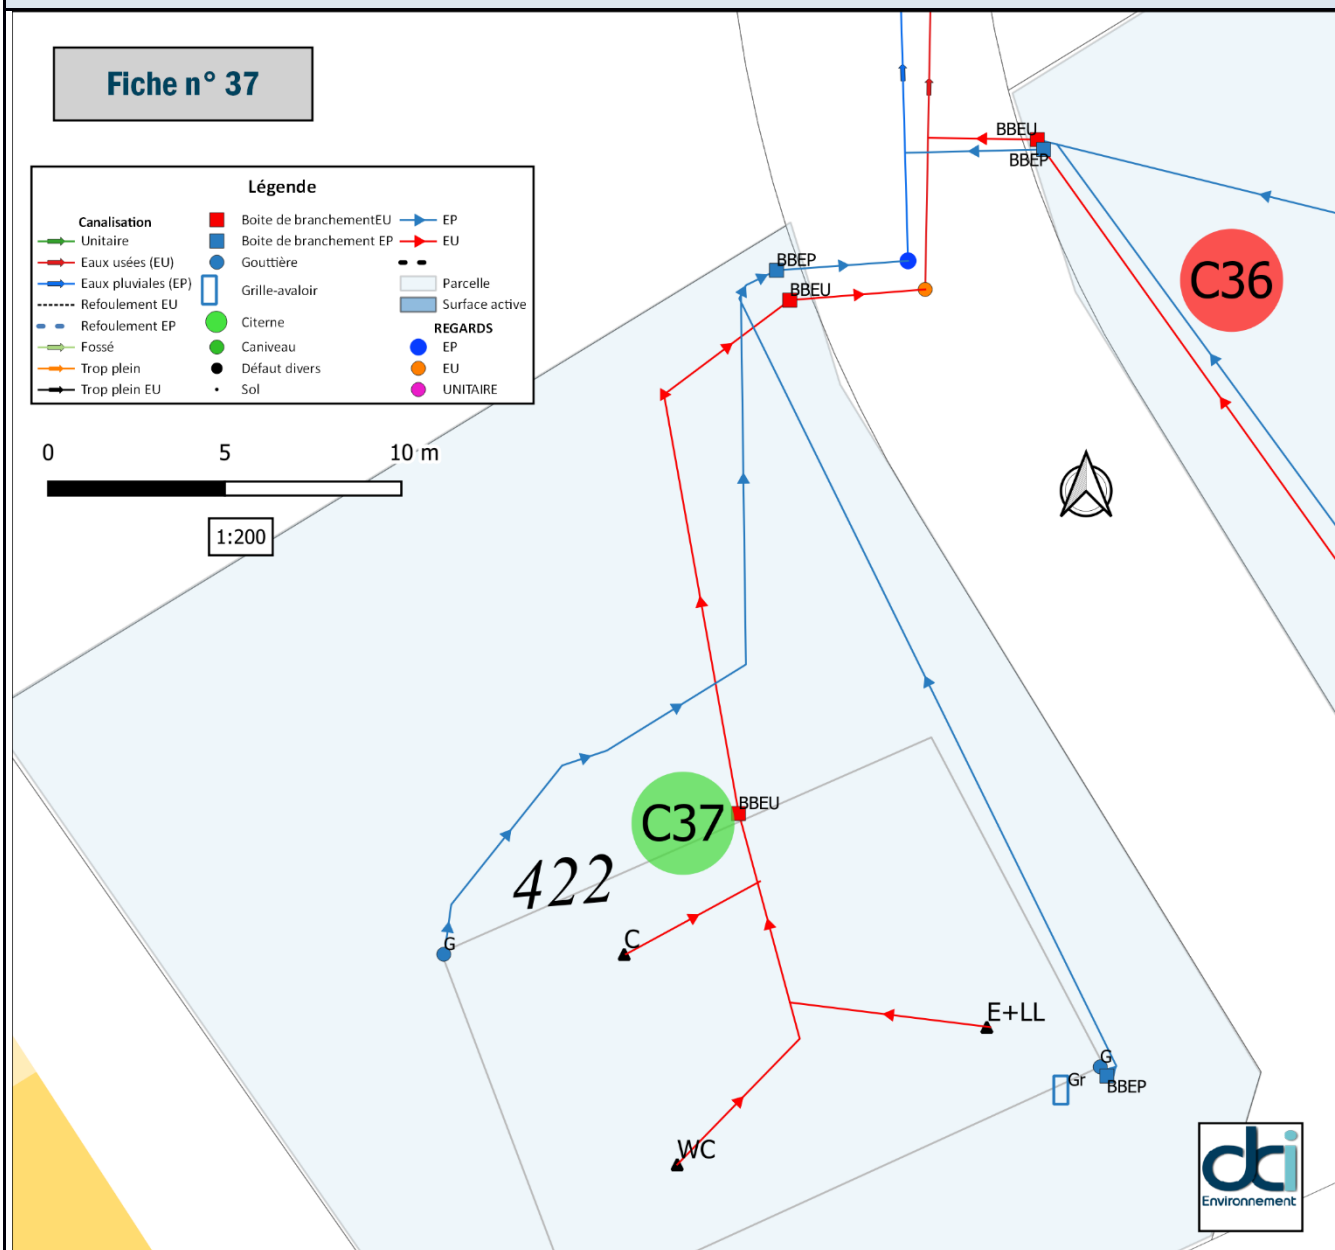 Fiche n° 37
Légende
Canalisation
Unitaire
Eaux usées (EU)
Eaux pluviales (EP)
Refoulement EU
Refoulement EP
Fossé
Trop plein
Trop plein EU
Boite de branchementEU
Boite de branchement EP
Gouttière
Grille-avaloir
Citerne
Caniveau
Défaut divers
Sol
EP
EU
Parcelle
Surface active
REGARDS
EP
EU
UNITAIRE
0 5 10 m
1:200
BBEU
BBEP
C36
BBEP
BBEU
C37
BBEU
422
G
C
E+LL
G
Gr
BBEP
WC
dci
Environnement